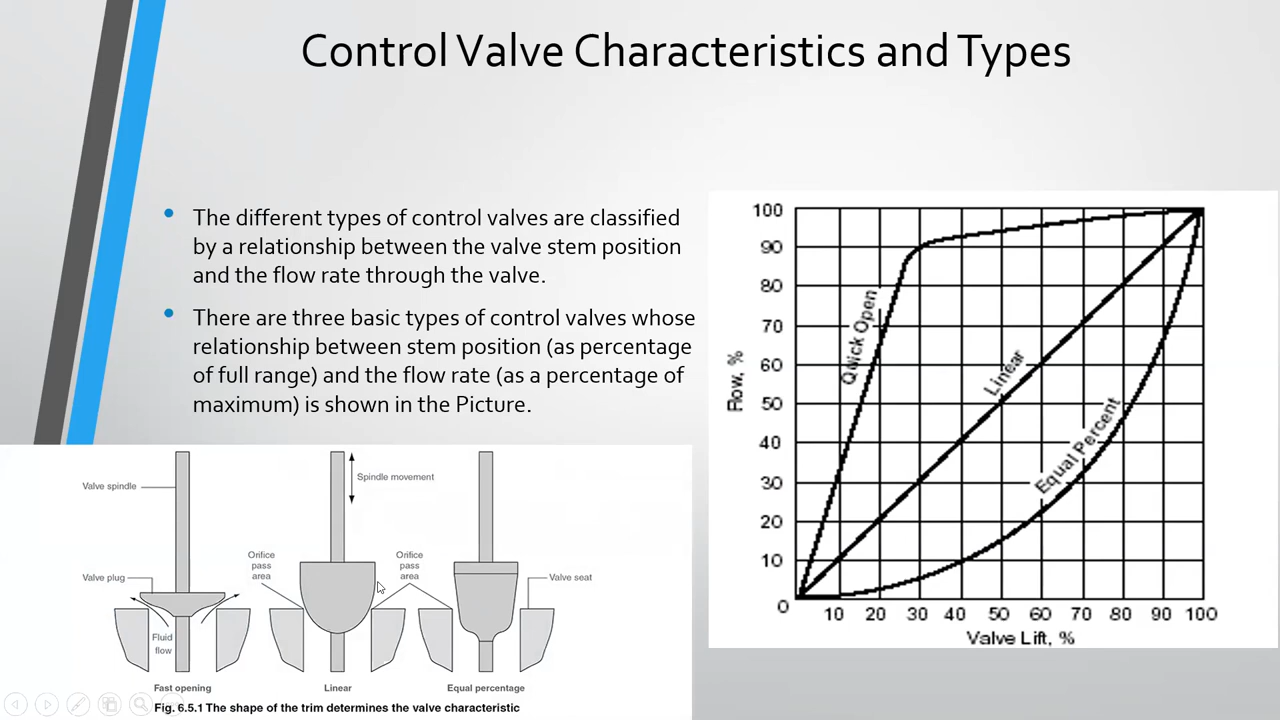 Control Valve Characteristics and Types
The different types of control valves are classified
by a relationship between the valve stem position
and the flow rate through the valve.
There are three basic types of control valves whose
relationship between stem position (as percentage
of full range) and the flow rate (as a percentage of
maximum) is shown in the Picture.
Valve spindle
Spindle movement
Orifice
pass
area
Orifice
pass
area
Valve plug
Valve seat
Fluid
flow
Fast opening
Linear
Equal percentage
Fig. 6.5.1 The shape of the trim determines the valve characteristic
100
90
80
70
60
50
40
30
20
10
0
Flow, %
Quick Open
Linear
Equal Percent
10 20 30 40 50 60 70 80 90 100
Valve Lift, %